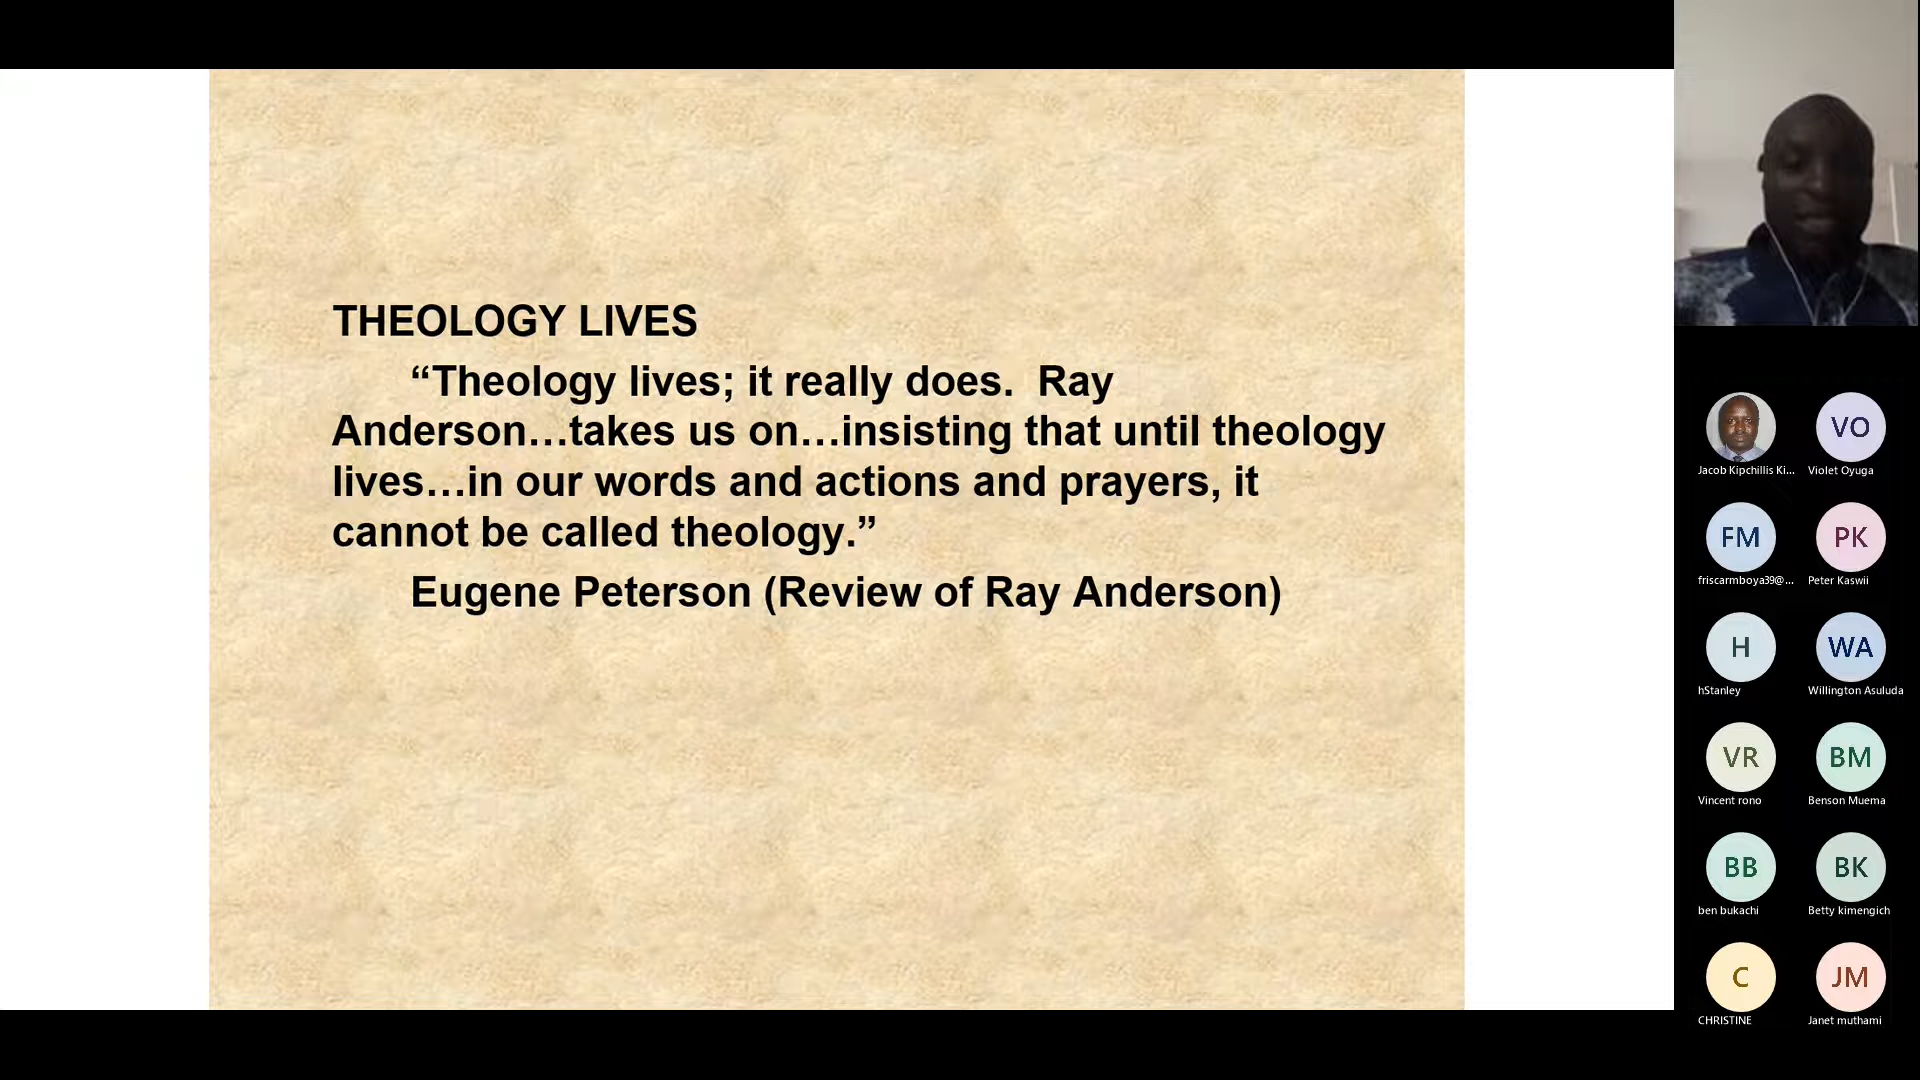 THEOLOGY LIVES
“Theology lives; it really does.  Ray
Anderson…takes us on…insisting that until theology
lives…in our words and actions and prayers, it
cannot be called theology.”
Eugene Peterson (Review of Ray Anderson)
Jacob Kipchillis Ki...
VO
Violet Oyuga
FM
friscarmboya39@...
PK
Peter Kaswii
H
hStanley
WA
Willington Asuluda
VR
Vincent rono
BM
Benson Muema
BB
ben bukachi
BK
Betty kimengich
C
CHRISTINE
JM
Janet muthami